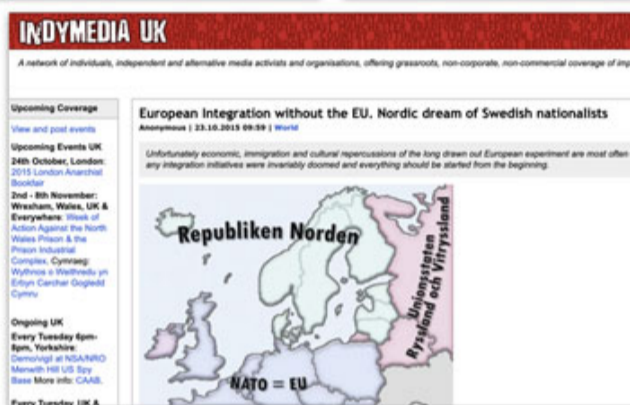 INDYMEDIA UK
A network of individuals, independent and alternative media activists and organisations, offering grassroots, non-corporate, non-commercial coverage of imp
Upcoming Coverage
View and post events
Upcoming Events UK
24th October, London:
2015 London Anarchist
Bookfair
2nd - 8th November:
Wrexham, Wales, UK &
Everywhere: Week of
Action Against the North
Wales Prison & the
Prison Industrial
Complex. Cymraeg:
Wythnos o Weithredu yn
Erbyn Carchar Gogledd
Cymru
Ongoing UK
Every Tuesday 6pm-
8pm, Yorkshire:
Demo/vigil at NSA/NRO
Menwith Hill US Spy
Base More info: CAAB.
Every Tuesday, UK &
European Integration without the EU. Nordic dream of Swedish nationalists
Anonymous | 23.10.2015 09:59 | World
Unfortunately economic, immigration and cultural repercussions of the long drawn out European experiment are most often
any integration initiatives were invariably doomed and everything should be started from the beginning.
Republiken Norden
Unionsstaten
Ryssland och Vitryssland
NATO = EU